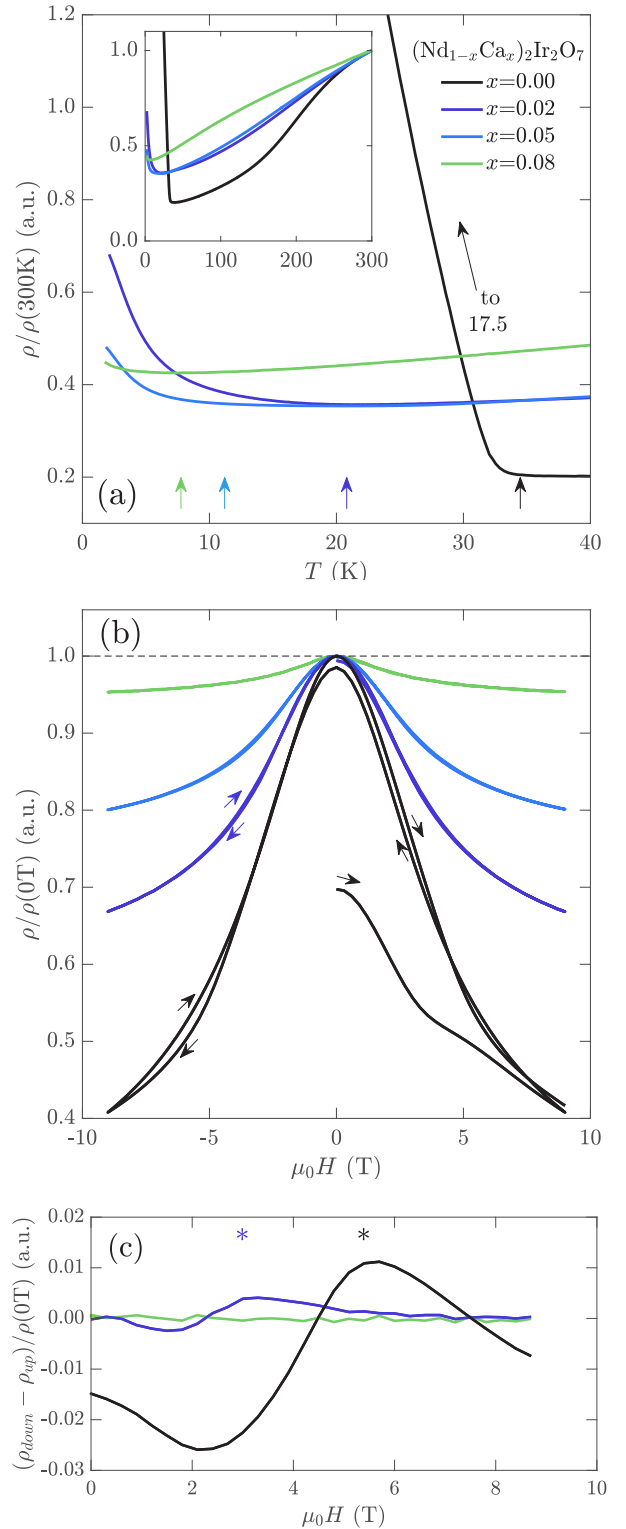 1.2
1.0
0.8
0.6
0.4
0.2
ρ/ρ(300K) (a.u.)
1.0
0.5
0.0
0 100 200 300
(Nd₁₋ₓCaₓ)₂Ir₂O₇
x=0.00
x=0.02
x=0.05
x=0.08
to
17.5
(a)
0 10 20 30 40
T (K)
(b)
1.0
0.9
0.8
0.7
0.6
0.5
0.4
ρ/ρ(0T) (a.u.)
-10 -5 0 5 10
μ₀H (T)
(c)
* *
0.02
0.01
0.00
-0.01
-0.02
-0.03
(ρdown − ρup)/ρ(0T) (a.u.)
0 2 4 6 8 10
μ₀H (T)